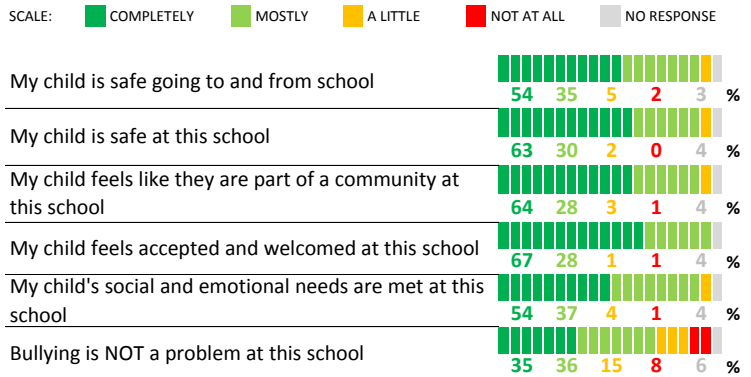 SCALE: COMPLETELY MOSTLY A LITTLE NOT AT ALL NO RESPONSE
My child is safe going to and from school
54 35 5 2 3 %
My child is safe at this school
63 30 2 0 4 %
My child feels like they are part of a community at
this school
64 28 3 1 4 %
My child feels accepted and welcomed at this school
67 28 1 1 4 %
My child's social and emotional needs are met at this
school
54 37 4 1 4 %
Bullying is NOT a problem at this school
35 36 15 8 6 %